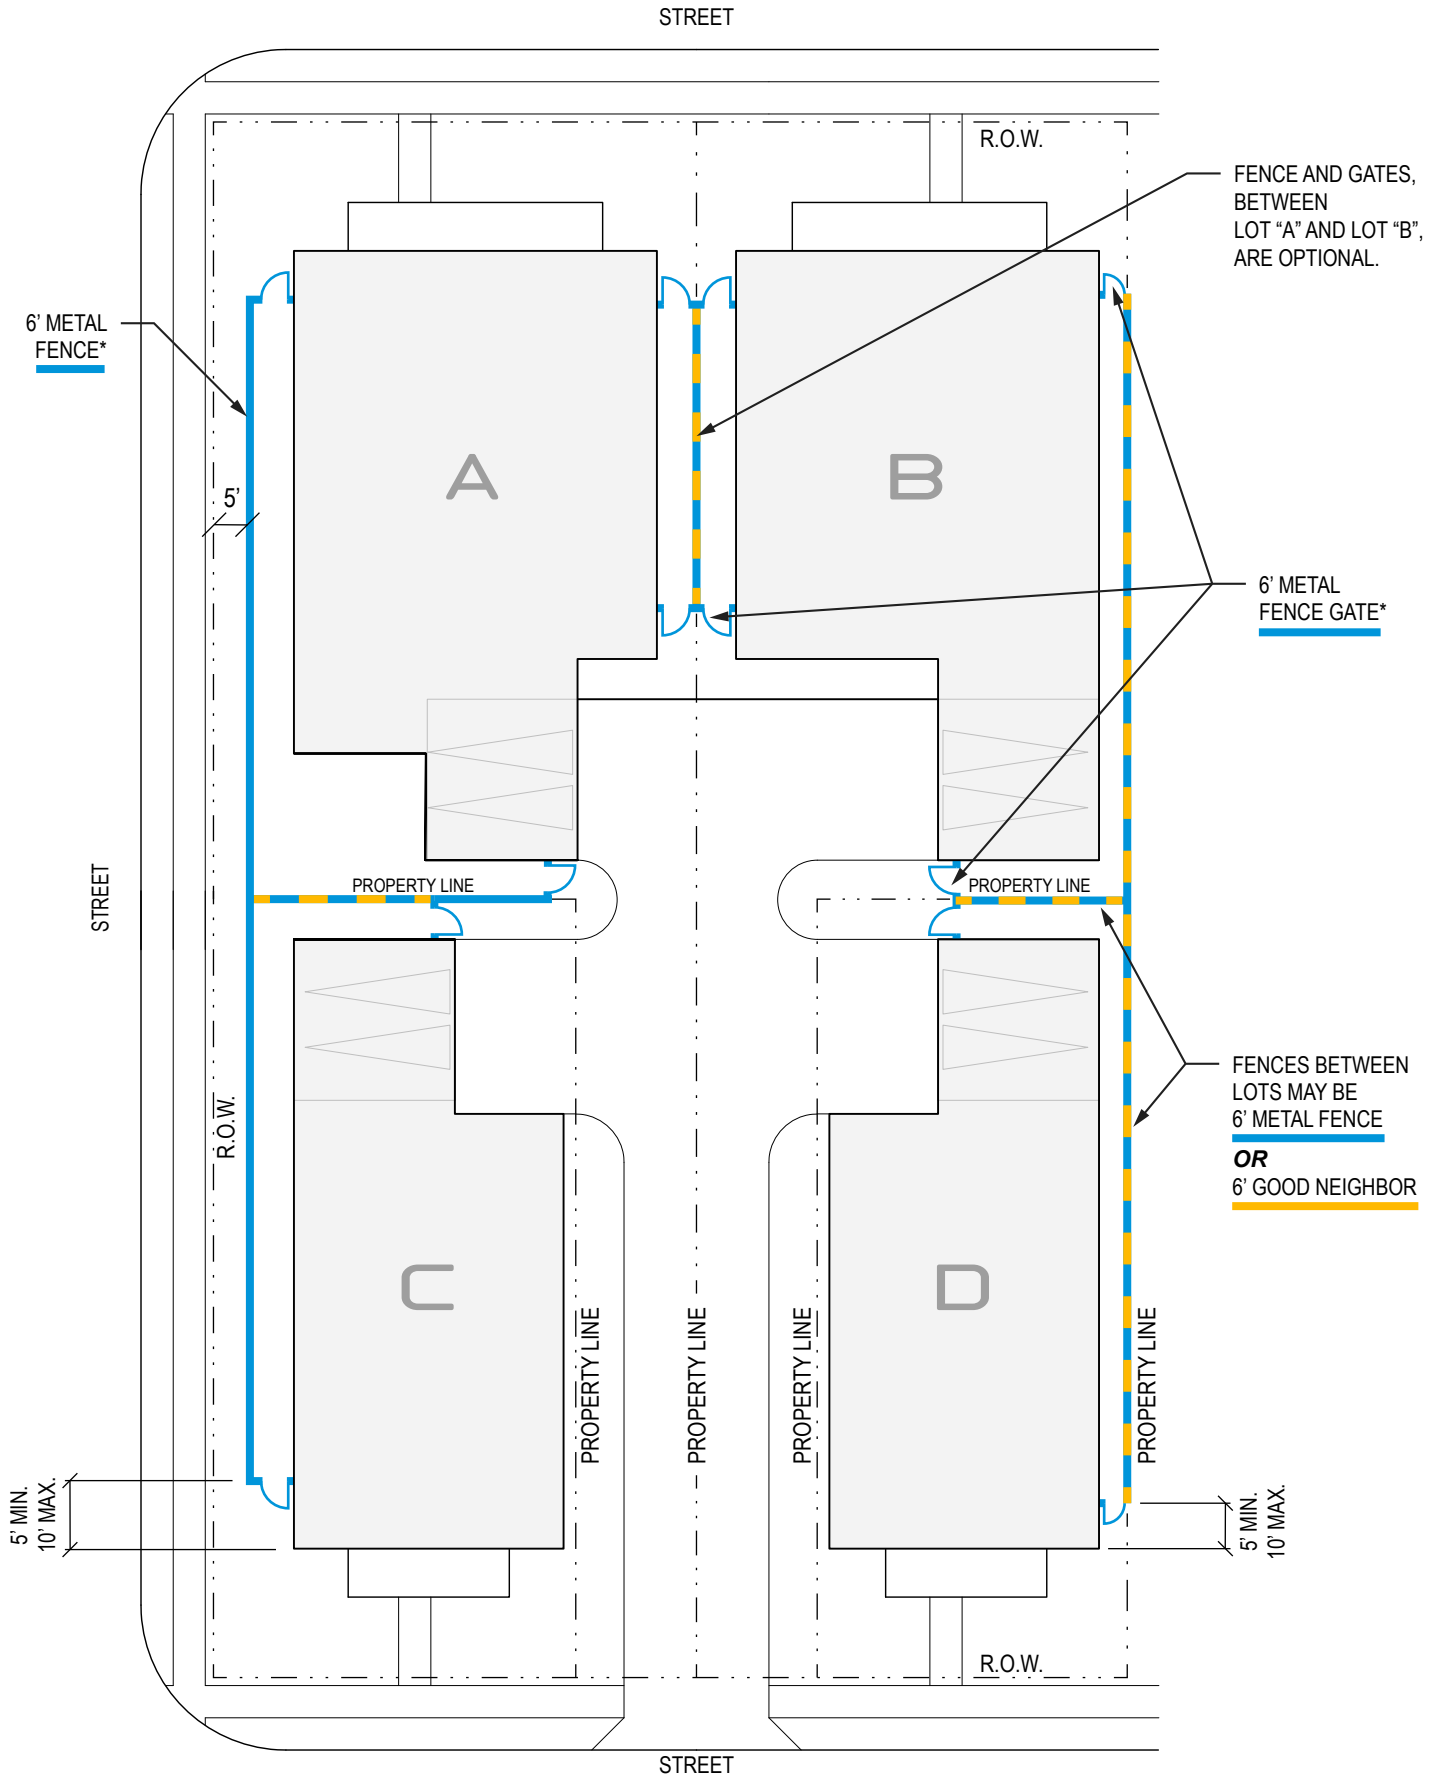 STREET
R.O.W.
FENCE AND GATES,
BETWEEN
LOT “A” AND LOT “B”,
ARE OPTIONAL.
6’ METAL
FENCE*
A
B
5’
6’ METAL
FENCE GATE*
STREET
PROPERTY LINE
PROPERTY LINE
R.O.W.
FENCES BETWEEN
LOTS MAY BE
6’ METAL FENCE
OR
6’ GOOD NEIGHBOR
C
D
PROPERTY LINE
PROPERTY LINE
PROPERTY LINE
PROPERTY LINE
5’ MIN.
10’ MAX.
5’ MIN.
10’ MAX.
R.O.W.
STREET